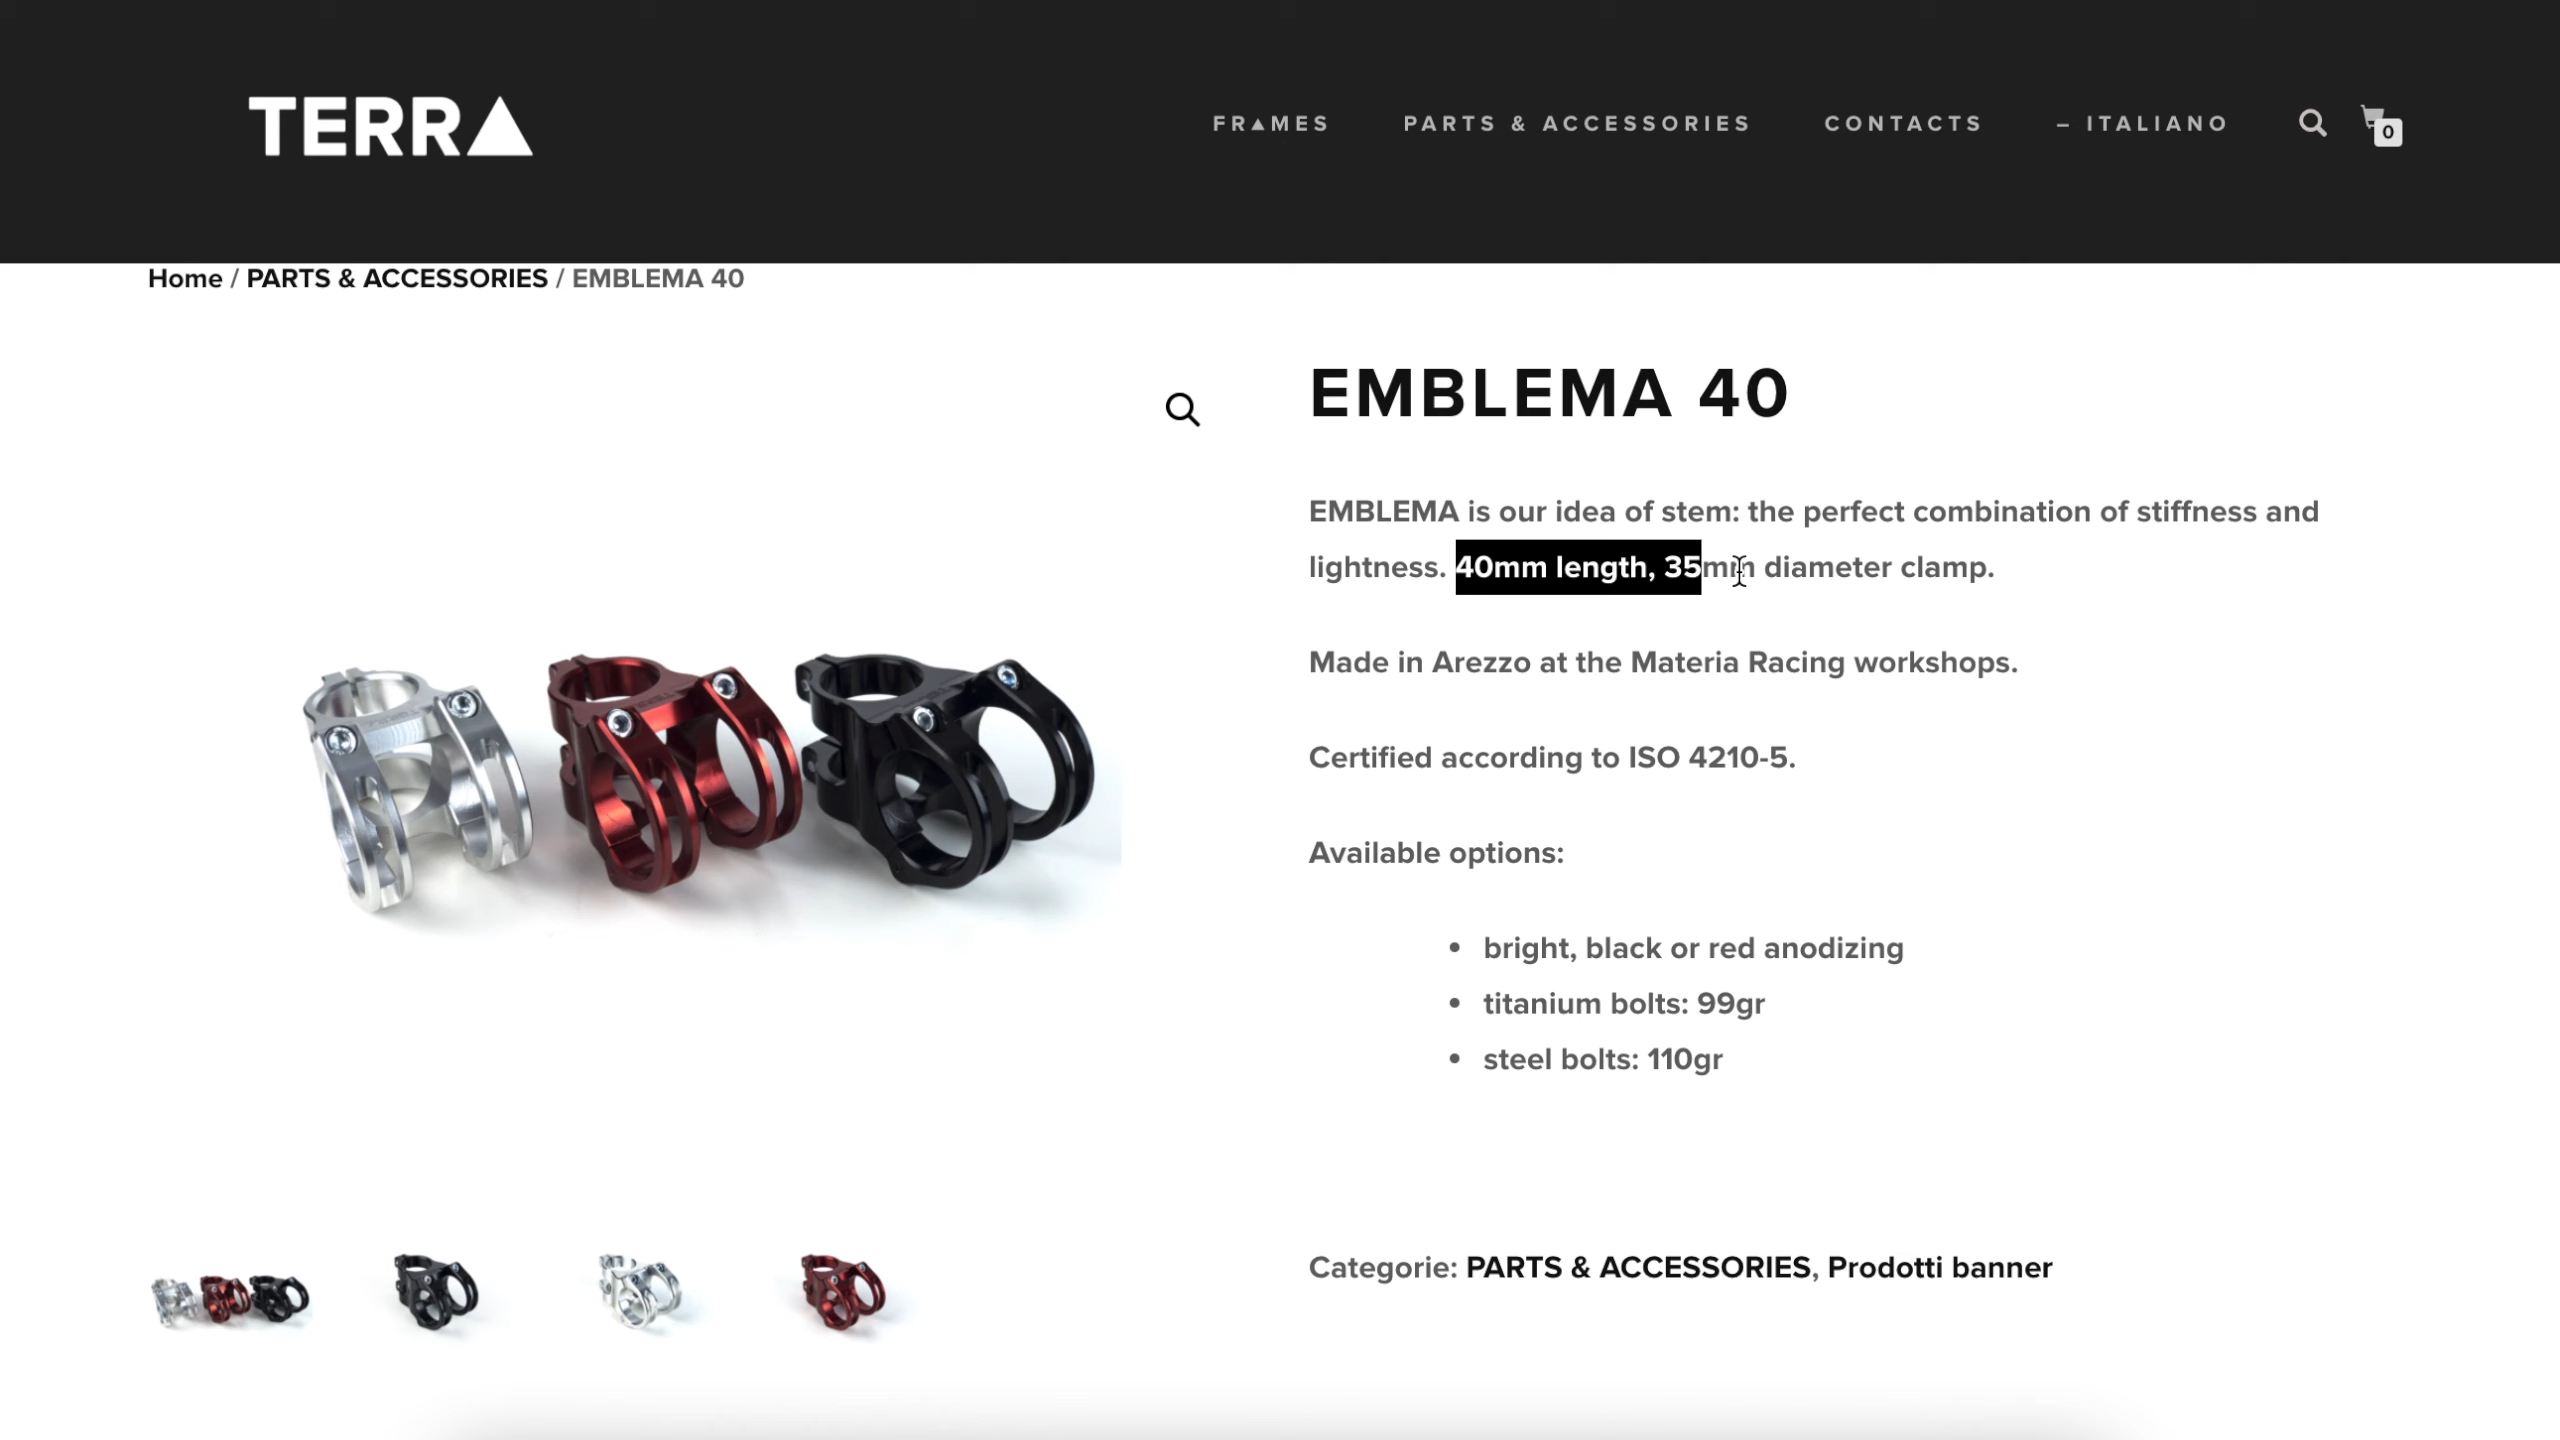 TERRA
FRAMES
PARTS & ACCESSORIES
CONTACTS
– ITALIANO
0
Home / PARTS & ACCESSORIES / EMBLEMA 40
EMBLEMA 40
EMBLEMA is our idea of stem: the perfect combination of stiffness and
lightness. 40mm length, 35mm diameter clamp.
Made in Arezzo at the Materia Racing workshops.
Certified according to ISO 4210-5.
Available options:
• bright, black or red anodizing
• titanium bolts: 99gr
• steel bolts: 110gr
Categorie: PARTS & ACCESSORIES, Prodotti banner